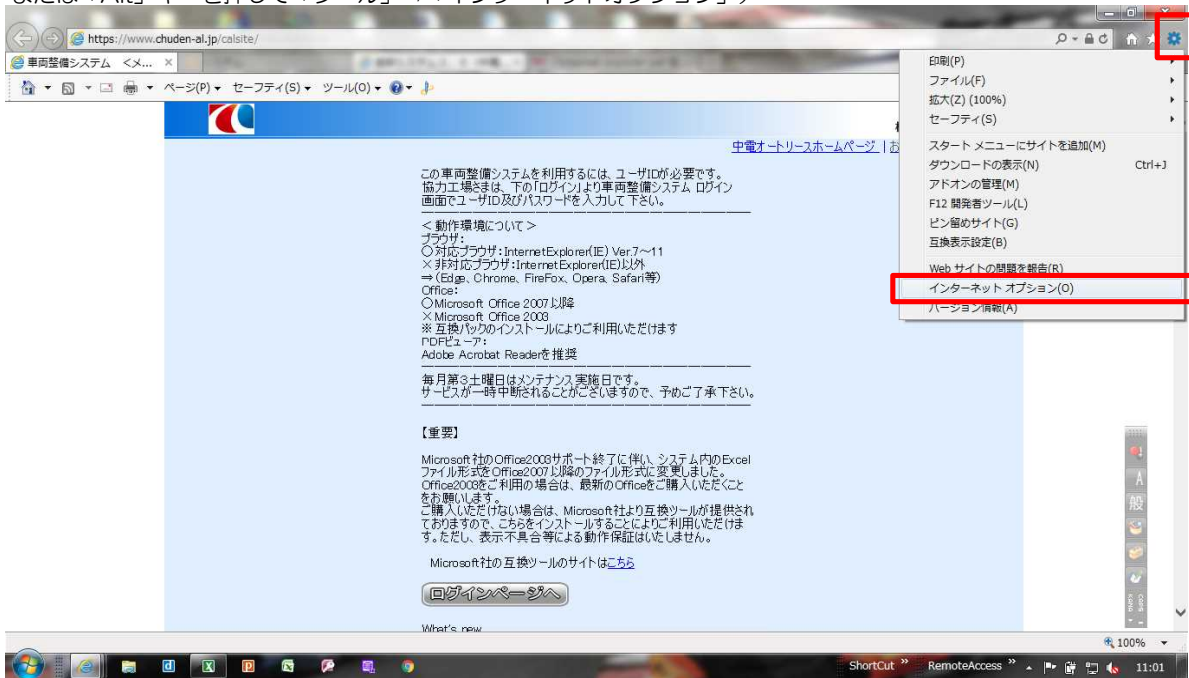 または「Alt」キーを押して「ツール」→「インターネットオプション」
https://www.chuden-al.jp/calsite/
車両整備システム <メ...
ページ(P)
セーフティ(S)
ツール(O)
印刷(P)
ファイル(F)
拡大(Z) (100%)
セーフティ(S)
スタート メニューにサイトを追加(M)
ダウンロードの表示(N) Ctrl+J
アドオンの管理(M)
F12 開発者ツール(L)
ピン留めサイト(G)
互換表示設定(B)
Web サイトの問題を報告(R)
インターネット オプション(O)
バージョン情報(A)
中電オートリースホームページ | お
この車両整備システムを利用するには、ユーザIDが必要です。
協力工場さまは、下の「ログイン」より車両整備システム ログイン
画面でユーザID及びパスワードを入力して下さい。
<動作環境について>
ブラウザ:
○対応ブラウザ:InternetExplorer(IE) Ver.7~11
×非対応ブラウザ:InternetExplorer(IE)以外
⇒(Edge、Chrome、FireFox、Opera、Safari等)
Office:
○Microsoft Office 2007以降
×Microsoft Office 2003
※ 互換パックのインストールによりご利用いただけます
PDFビューア:
Adobe Acrobat Readerを推奨
毎月第3土曜日はメンテナンス実施日です。
サービスが一時中断されることがございますので、予めご了承下さい。
【重要】
Microsoft社のOffice2003サポート終了に伴い、システム内のExcel
ファイル形式をOffice2007以降のファイル形式に変更しました。
Office2003をご利用の場合は、最新のOfficeをご購入いただくこと
をお願いします。
ご購入いただけない場合は、Microsoft社より互換ツールが提供され
ておりますので、こちらをインストールすることによりご利用いただけま
す。ただし、表示不具合等による動作保証はいたしません。
Microsoft社の互換ツールのサイトはこちら
ログインページへ
What's new
A
般
CAPS
KANA
100%
ShortCut
RemoteAccess
11:01